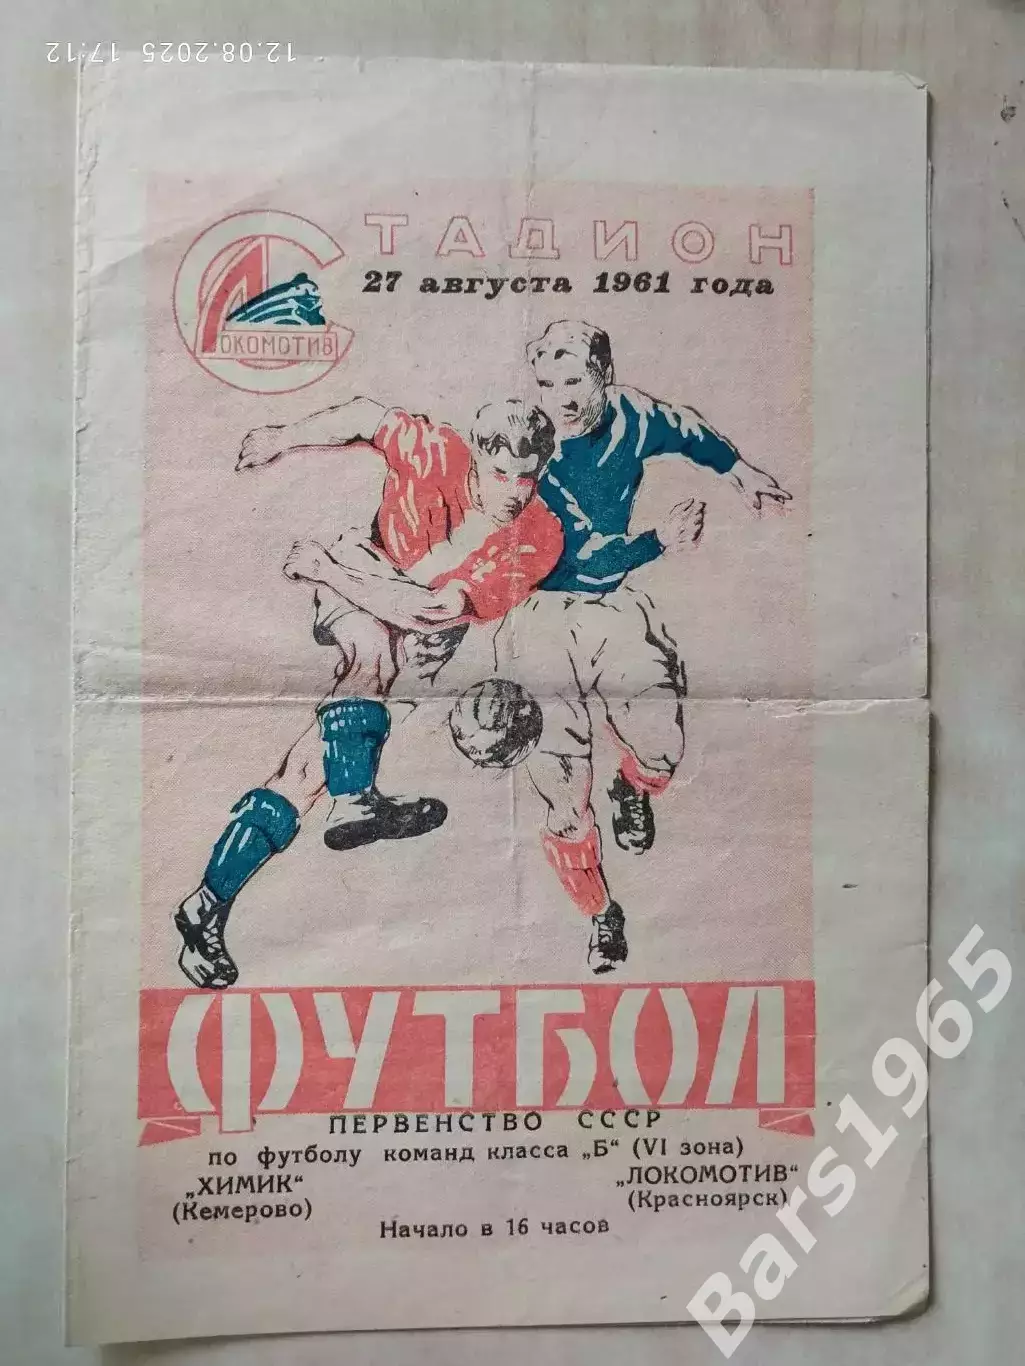 12.08.2025 17:12
СТАДИОН
ЛОКОМОТИВ
27 августа 1961 года
ФУТБОЛ
ПЕРВЕНСТВО СССР
по футболу команд класса „Б“ (VI зона)
„ХИМИК“ „ЛОКОМОТИВ“
(Кемерово) (Красноярск)
Начало в 16 часов
Bars1965